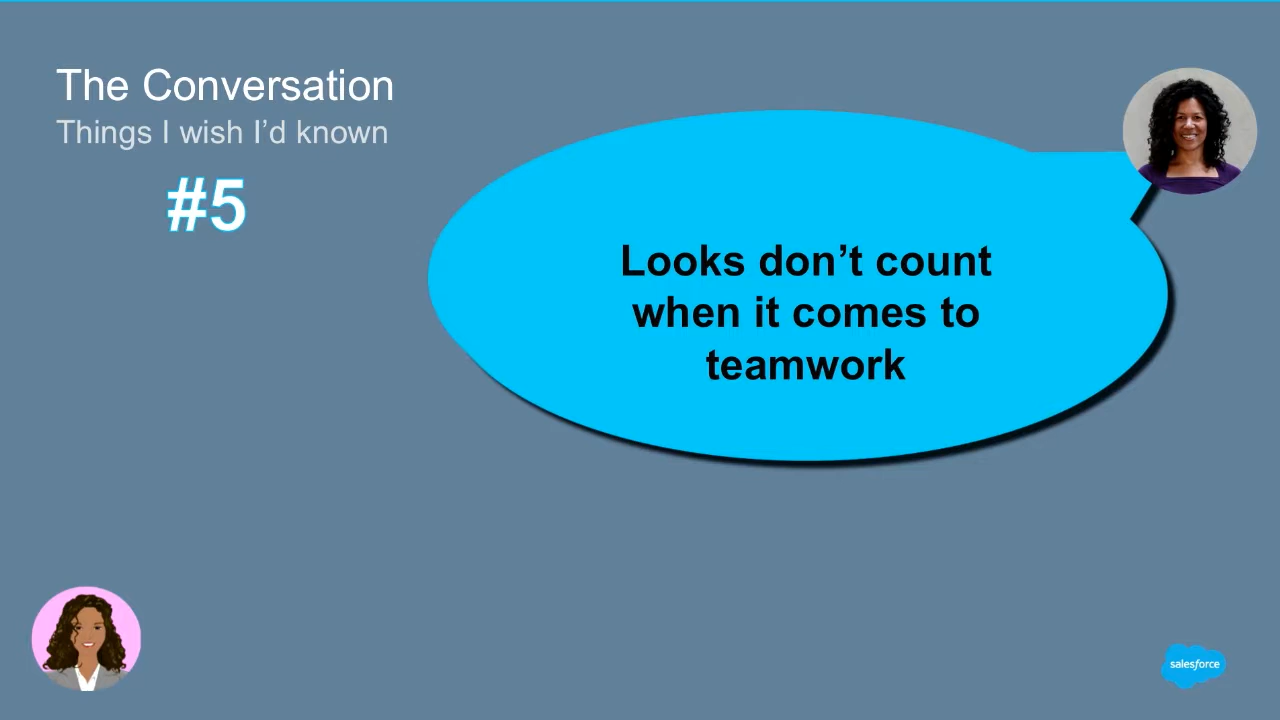 The Conversation
Things I wish I’d known
#5
Looks don’t count
when it comes to
teamwork
salesforce